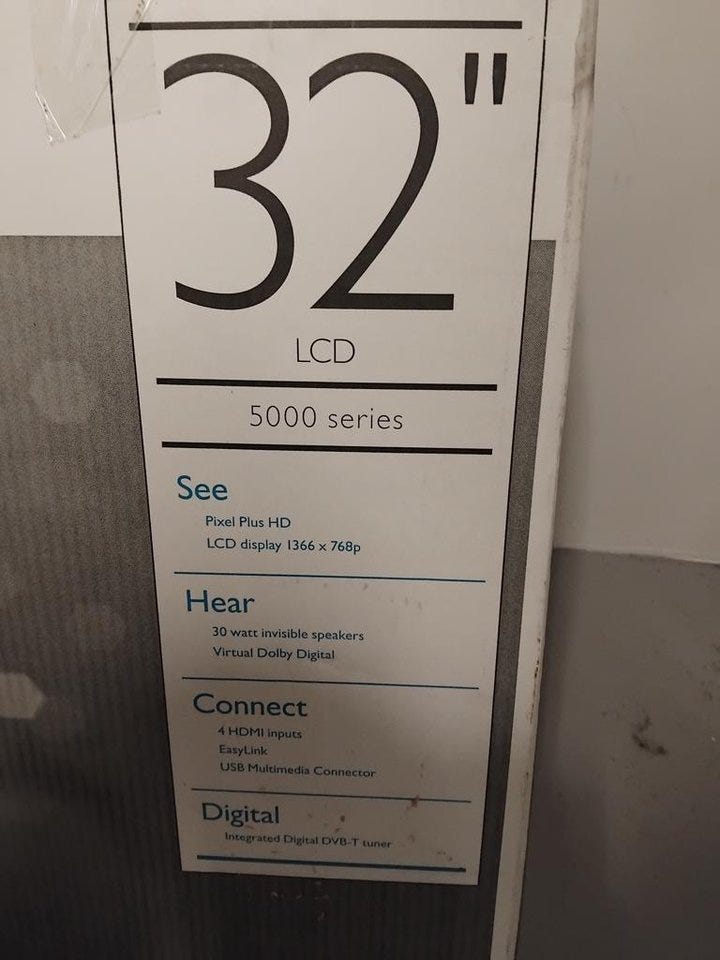 32"
LCD
5000 series
See
Pixel Plus HD
LCD display 1366 x 768p
Hear
30 watt invisible speakers
Virtual Dolby Digital
Connect
4 HDMI inputs
EasyLink
USB Multimedia Connector
Digital
Integrated Digital DVB-T tuner